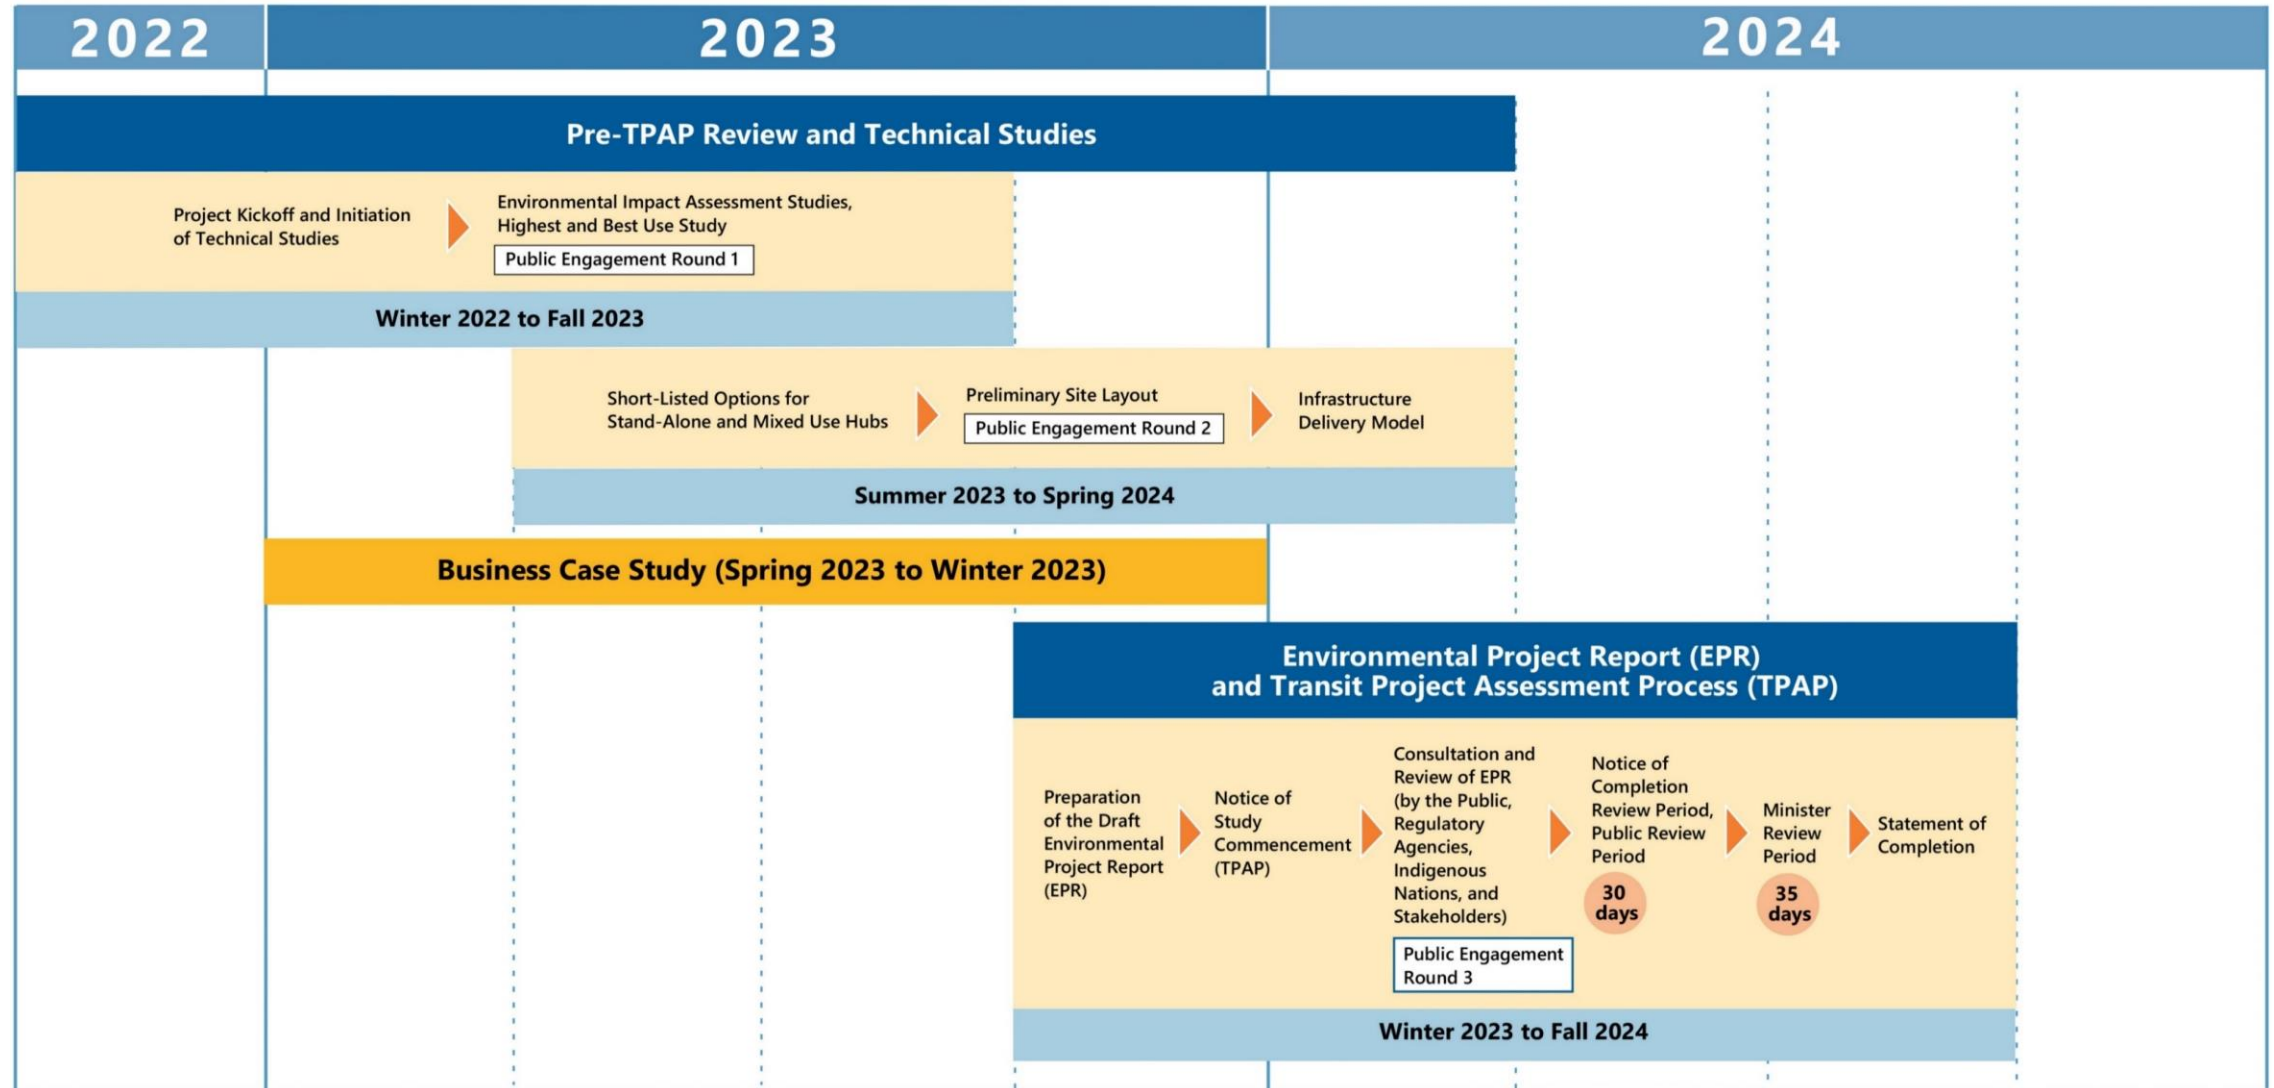 2022
2023
2024
Pre-TPAP Review and Technical Studies
Project Kickoff and Initiation
of Technical Studies
Environmental Impact Assessment Studies,
Highest and Best Use Study
Public Engagement Round 1
Winter 2022 to Fall 2023
Short-Listed Options for
Stand-Alone and Mixed Use Hubs
Preliminary Site Layout
Public Engagement Round 2
Infrastructure
Delivery Model
Summer 2023 to Spring 2024
Business Case Study (Spring 2023 to Winter 2023)
Environmental Project Report (EPR)
and Transit Project Assessment Process (TPAP)
Preparation
of the Draft
Environmental
Project Report
(EPR)
Notice of
Study
Commencement
(TPAP)
Consultation and
Review of EPR
(by the Public,
Regulatory
Agencies,
Indigenous
Nations, and
Stakeholders)
Public Engagement
Round 3
Notice of
Completion
Review Period,
Public Review
Period
30
days
Minister
Review
Period
35
days
Statement of
Completion
Winter 2023 to Fall 2024